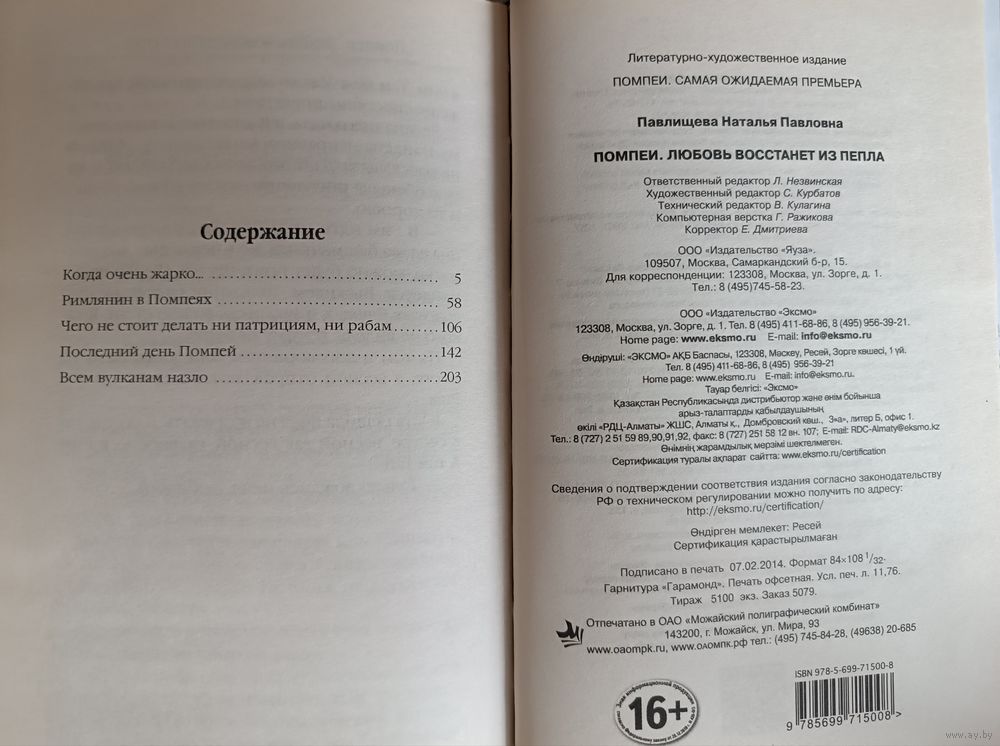 Содержание
Когда очень жарко... 5
Римлянин в Помпеях 58
Чего не стоит делать ни патрициям, ни рабам 106
Последний день Помпей 142
Всем вулканам назло 203
Литературно-художественное издание
ПОМПЕИ. САМАЯ ОЖИДАЕМАЯ ПРЕМЬЕРА
Павлищева Наталья Павловна
ПОМПЕИ. ЛЮБОВЬ ВОССТАНЕТ ИЗ ПЕПЛА
Ответственный редактор Л. Незвинская
Художественный редактор С. Курбатов
Технический редактор В. Кулагина
Компьютерная верстка Г. Ражикова
Корректор Е. Дмитриева
ООО «Издательство «Яуза».
109507, Москва, Самаркандский б-р, 15.
Для корреспонденции: 123308, Москва, ул. Зорге, д. 1.
Тел.: 8 (495)745-58-23.
ООО «Издательство «Эксмо»
123308, Москва, ул. Зорге, д. 1. Тел. 8 (495) 411-68-86, 8 (495) 956-39-21.
Home page: www.eksmo.ru E-mail: info@eksmo.ru
Өндіруші: «ЭКСМО» АҚБ Баспасы, 123308, Мәскеу, Ресей, Зорге көшесі, 1 үй.
Тел. 8 (495) 411-68-86, 8 (495) 956-39-21
Home page: www.eksmo.ru E-mail: info@eksmo.ru.
Тауар белгісі: «Эксмо»
Қазақстан Республикасында дистрибьютор және өнім бойынша
арыз-талаптарды қабылдаушының
өкілі «РДЦ-Алматы» ЖШС, Алматы қ., Домбровский көш., 3«а», литер Б, офис 1.
Тел.: 8 (727) 2 51 59 89,90,91,92, факс: 8 (727) 251 58 12 вн. 107; E-mail: RDC-Almaty@eksmo.kz
Өнімнің жарамдылық мерзімі шектелмеген.
Сертификация туралы ақпарат сайтта: www.eksmo.ru/certification
Сведения о подтверждении соответствия издания согласно законодательству
РФ о техническом регулировании можно получить по адресу:
http://eksmo.ru/certification/
Өндірген мемлекет: Ресей
Сертификация қарастырылмаған
Подписано в печать 07.02.2014. Формат 84×108 1/32.
Гарнитура «Гарамонд». Печать офсетная. Усл. печ. л. 11,76.
Тираж 5100 экз. Заказ 5079.
Отпечатано в ОАО «Можайский полиграфический комбинат»
143200, г. Можайск, ул. Мира, 93
www.oaompk.ru, www.оаомпк.рф тел.: (495) 745-84-28, (49638) 20-685
ISBN 978-5-699-71500-8
9 785699 715008>
Знак информационной продукции
16+
www.ay.by